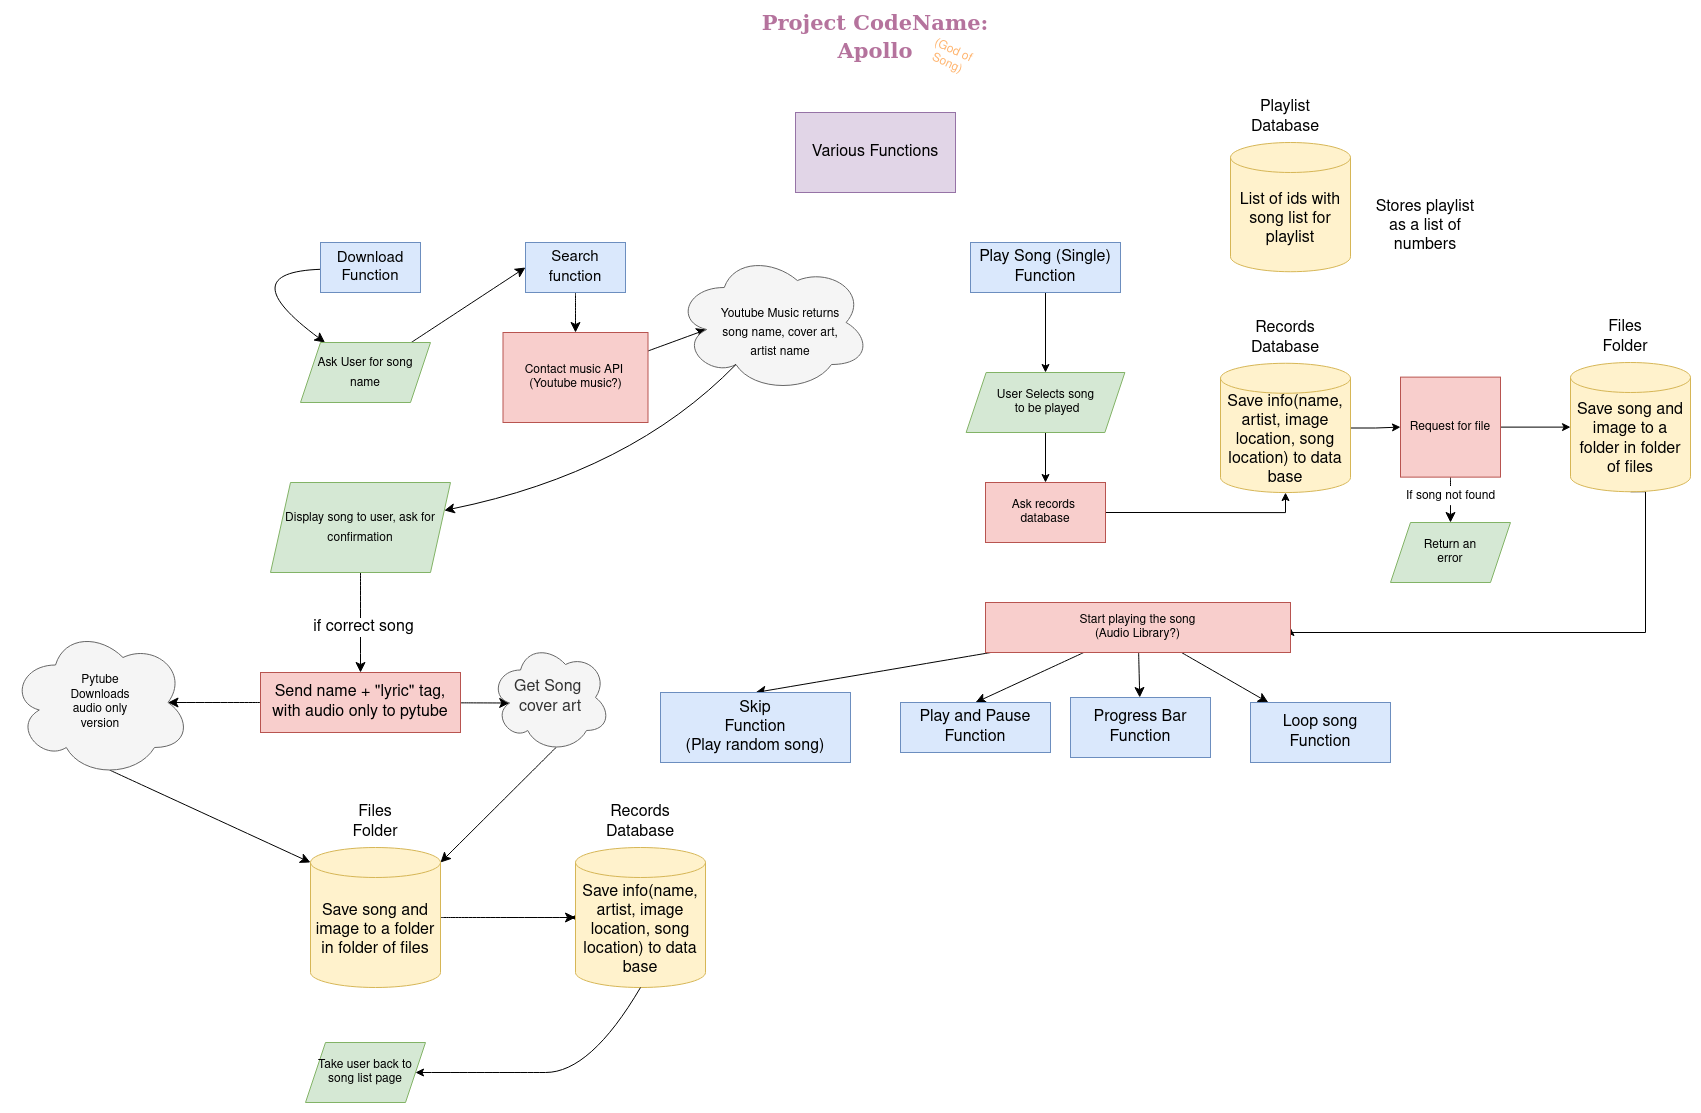 Project CodeName:
Apollo
(God of
Song)
Various Functions
Playlist
Database
List of ids with
song list for
playlist
Stores playlist
as a list of
numbers
Download
Function
Search
function
Ask User for song
name
Contact music API
(Youtube music?)
Youtube Music returns
song name, cover art,
artist name
Display song to user, ask for
confirmation
if correct song
Send name + "lyric" tag,
with audio only to pytube
Pytube
Downloads
audio only
version
Get Song
cover art
Files
Folder
Save song and
image to a folder
in folder of files
Records
Database
Save info(name,
artist, image
location, song
location) to data
base
Take user back to
song list page
Play Song (Single)
Function
User Selects song
to be played
Ask records
database
Records
Database
Save info(name,
artist, image
location, song
location) to data
base
Request for file
If song not found
Return an
error
Files
Folder
Save song and
image to a
folder in folder
of files
Start playing the song
(Audio Library?)
Skip
Function
(Play random song)
Play and Pause
Function
Progress Bar
Function
Loop song
Function